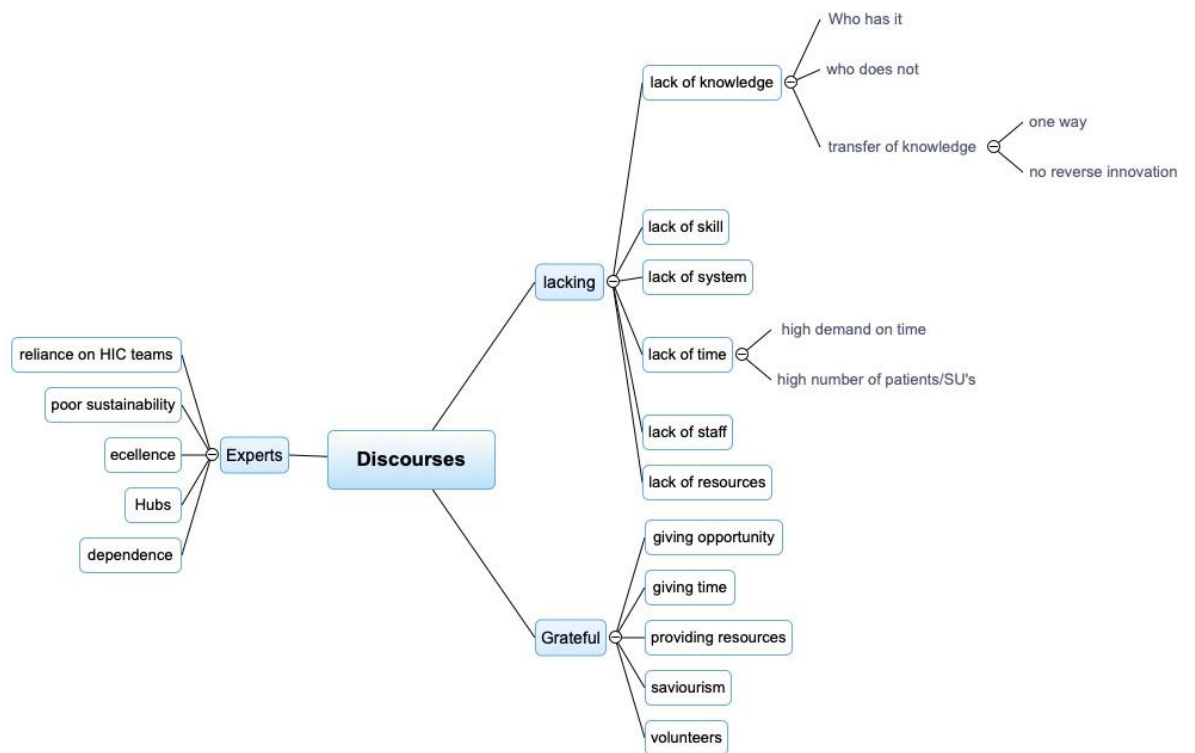 Discourses
lacking
lack of knowledge
Who has it
who does not
transfer of knowledge
one way
no reverse innovation
lack of skill
lack of system
lack of time
high demand on time
high number of patients/SU's
lack of staff
lack of resources
Grateful
giving opportunity
giving time
providing resources
saviourism
volunteers
Experts
reliance on HIC teams
poor sustainability
ecellence
Hubs
dependence